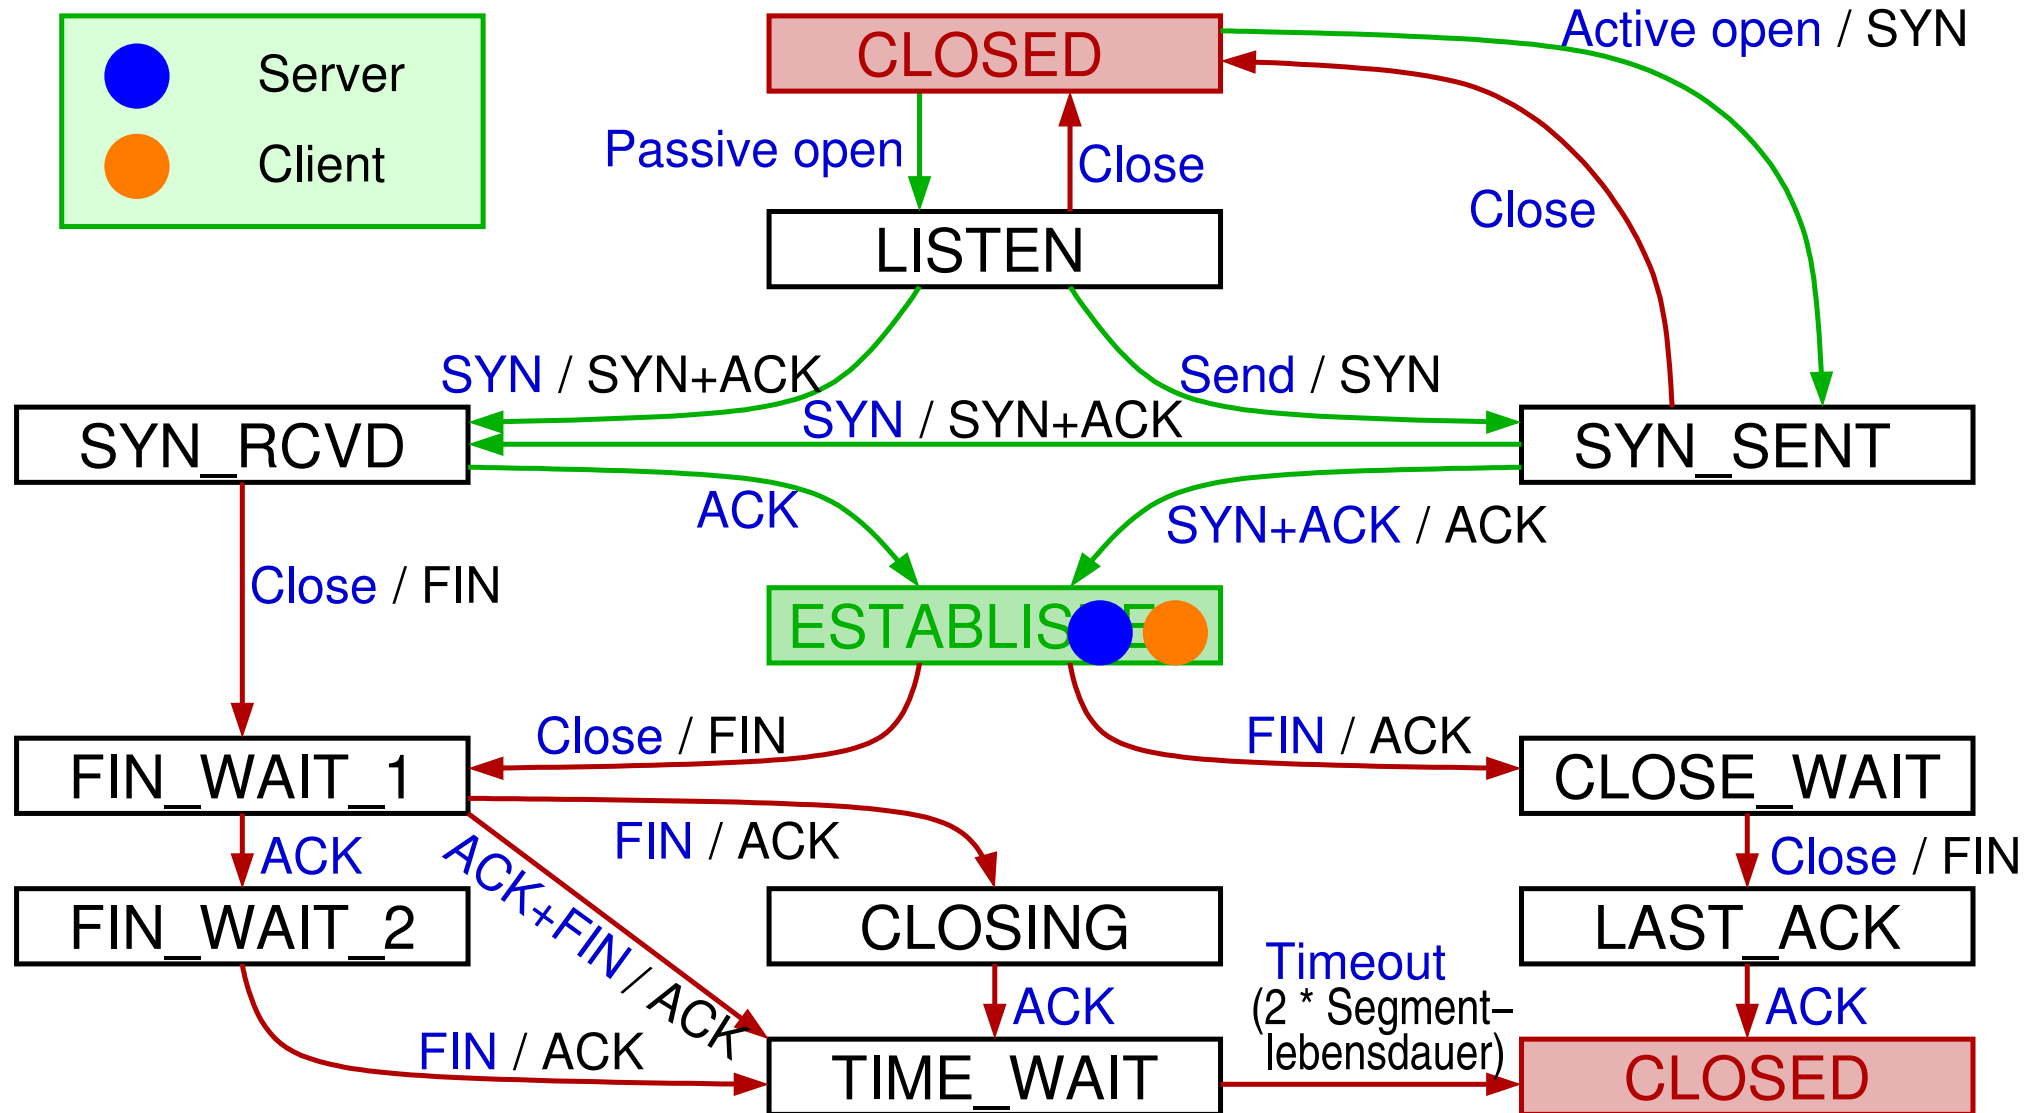 Server
Client
CLOSED
Active open / SYN
Passive open
Close
Close
LISTEN
SYN / SYN+ACK
Send / SYN
SYN / SYN+ACK
SYN_RCVD
SYN_SENT
ACK
SYN+ACK / ACK
Close / FIN
ESTABLIS
Close / FIN
FIN / ACK
FIN_WAIT_1
CLOSE_WAIT
ACK
ACK+FIN / ACK
FIN / ACK
Close / FIN
FIN_WAIT_2
CLOSING
LAST_ACK
FIN / ACK
ACK
Timeout
(2 * Segment–
lebensdauer)
ACK
TIME_WAIT
CLOSED